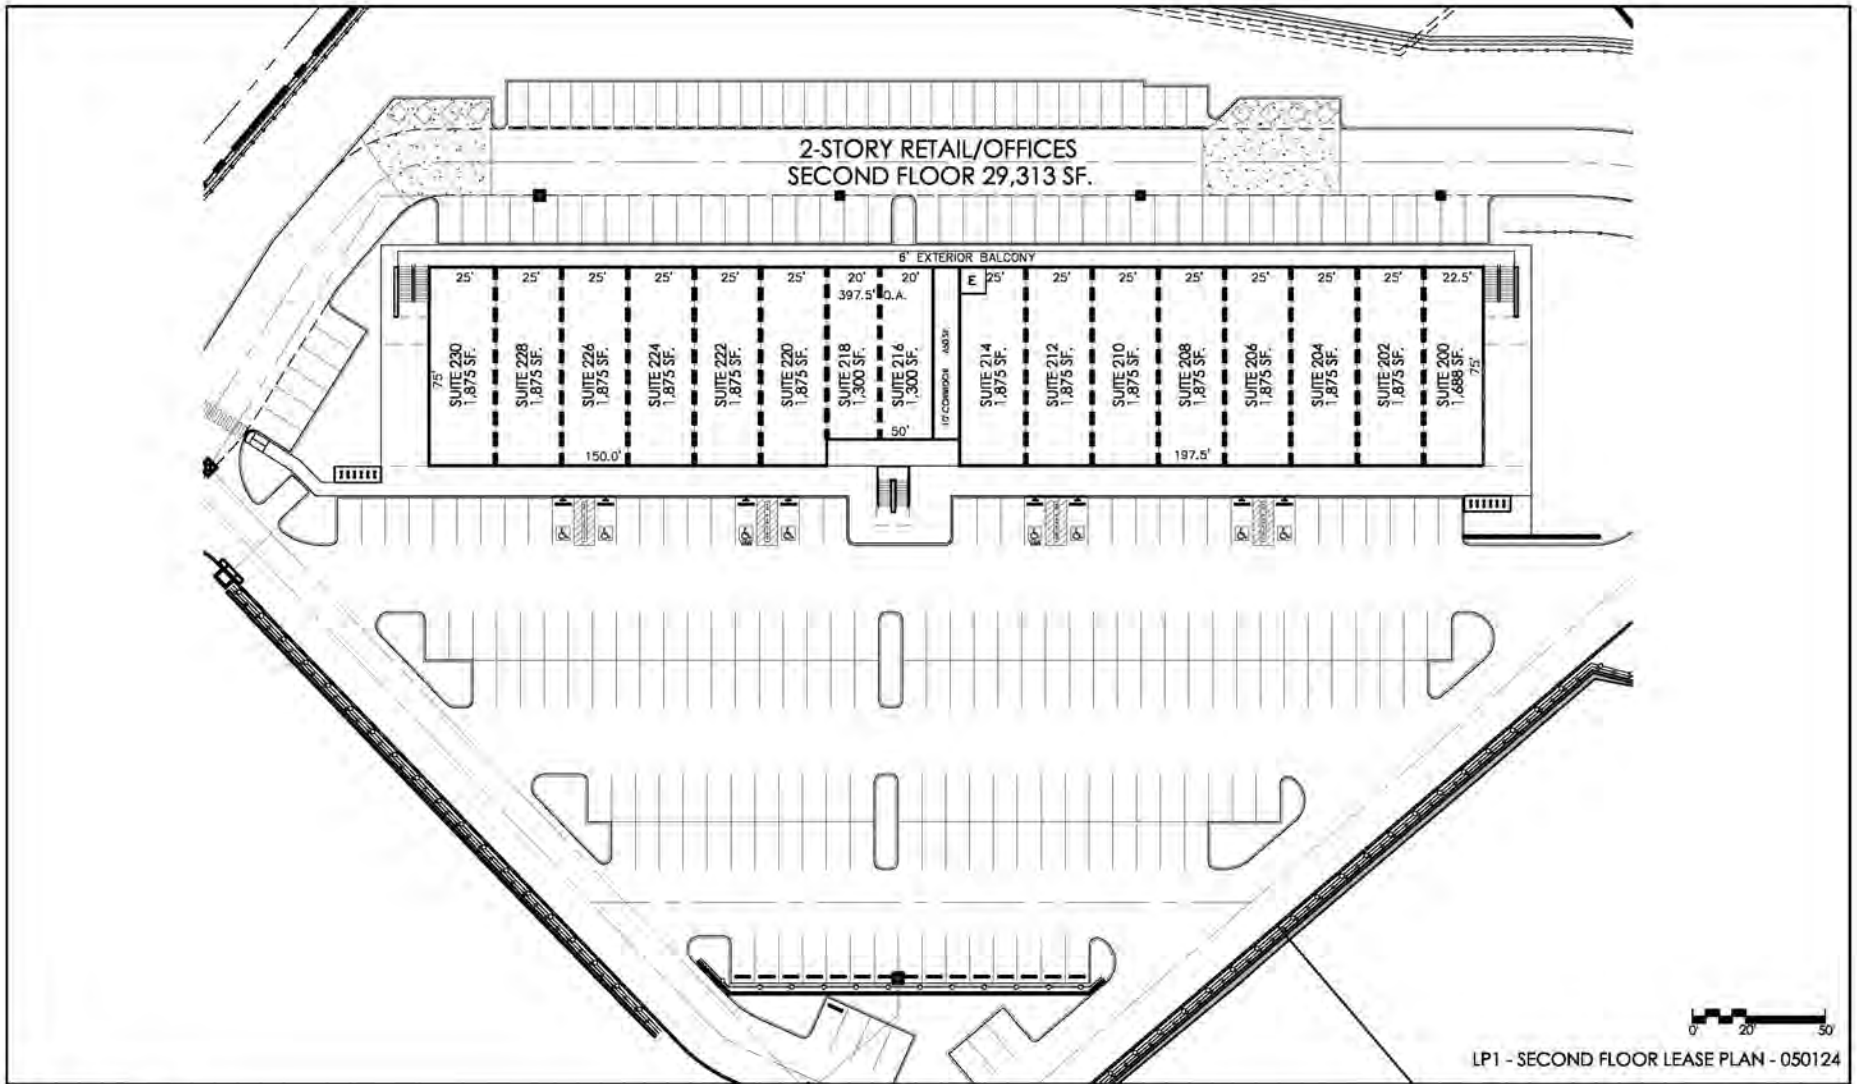 2-STORY RETAIL/OFFICES
SECOND FLOOR 29,313 SF.
6' EXTERIOR BALCONY
25'
25'
25'
25'
25'
25'
20'
20'
E
25'
25'
25'
25'
25'
25'
25'
22.5'
397.5' O.A.
75'
SUITE 230
1,875 SF.
SUITE 228
1,875 SF.
SUITE 226
1,875 SF.
SUITE 224
1,875 SF.
SUITE 222
1,875 SF.
SUITE 220
1,875 SF.
SUITE 218
1,300 SF.
SUITE 216
1,300 SF.
SUITE 214
1,875 SF.
SUITE 212
1,875 SF.
SUITE 210
1,875 SF.
SUITE 208
1,875 SF.
SUITE 206
1,875 SF.
SUITE 204
1,875 SF.
SUITE 202
1,875 SF.
SUITE 200
1,688 SF.
75'
50'
150.0'
197.5'
0' 20' 50'
LP1 - SECOND FLOOR LEASE PLAN - 050124